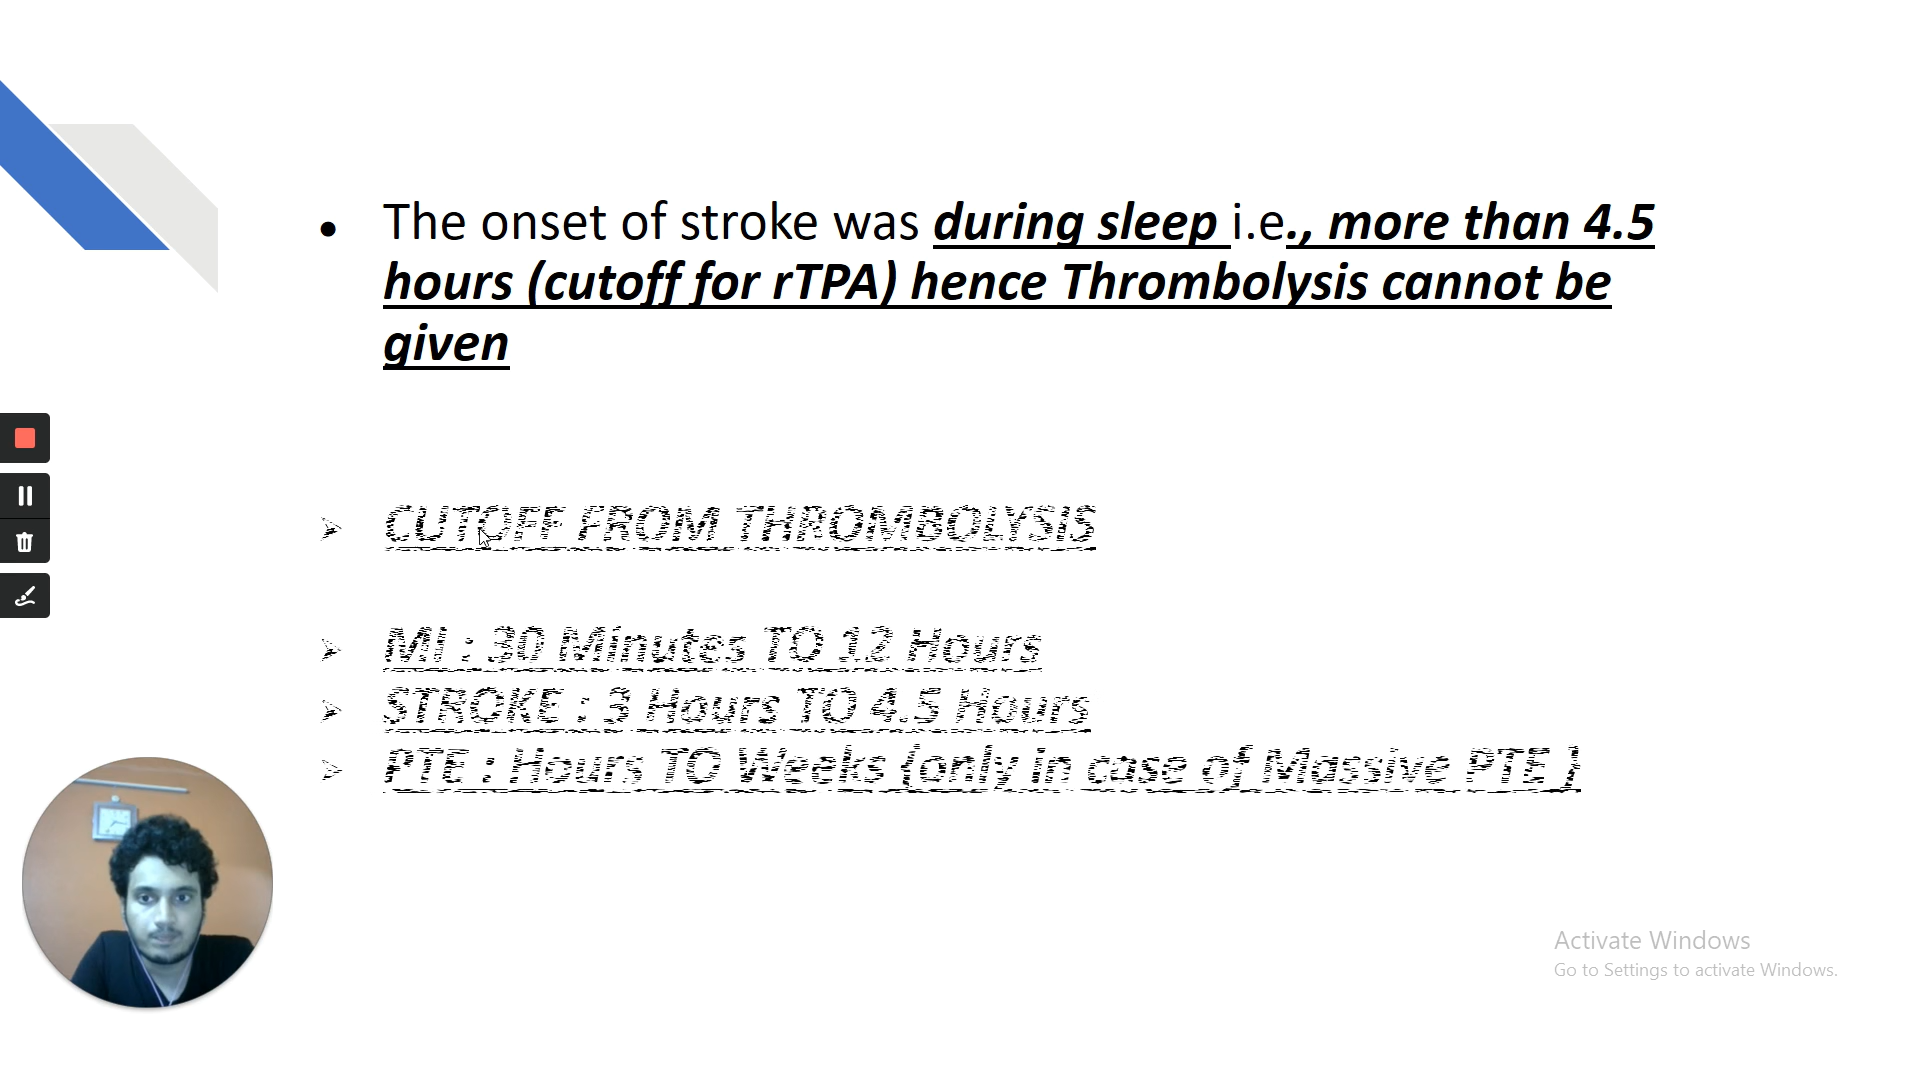 The onset of stroke was during sleep i.e., more than 4.5
hours (cutoff for rTPA) hence Thrombolysis cannot be
given
CUTOFF FROM THROMBOLYSIS
MI : 30 Minutes TO 12 Hours
STROKE : 3 Hours TO 4.5 Hours
PTE : Hours TO Weeks (only in case of Massive PTE )
Activate Windows
Go to Settings to activate Windows.